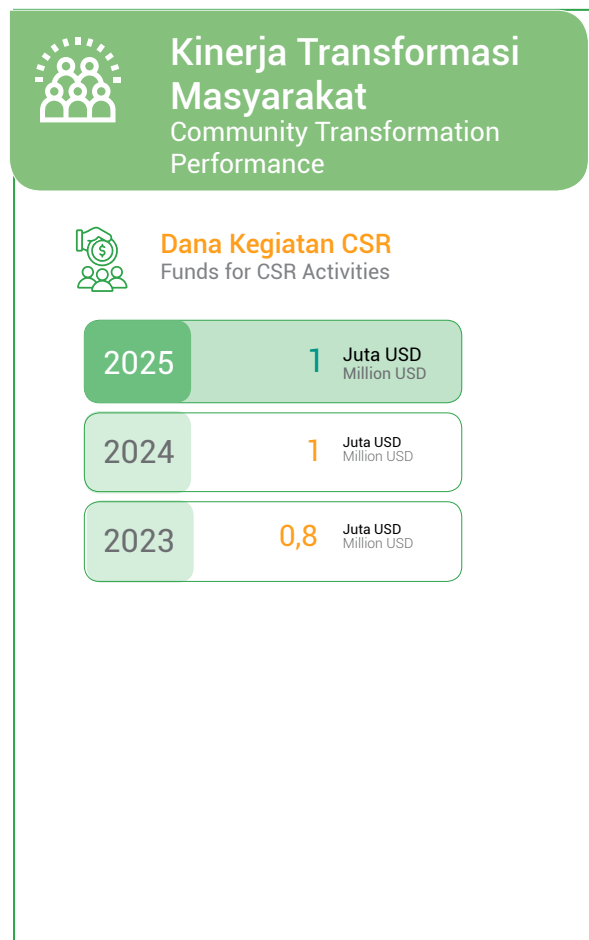 Kinerja Transformasi
Masyarakat
Community Transformation
Performance
Dana Kegiatan CSR
Funds for CSR Activities
2025 1 Juta USD
Million USD
2024 1 Juta USD
Million USD
2023 0,8 Juta USD
Million USD